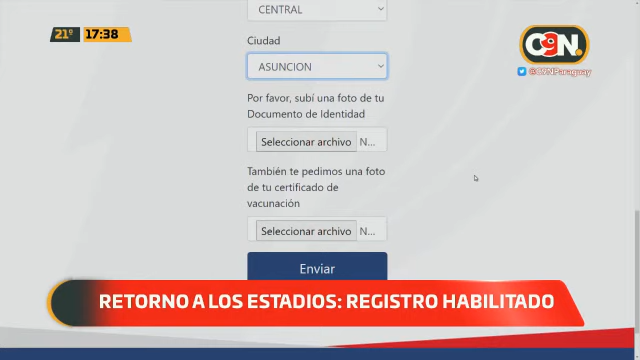 CENTRAL
21°
17:38
C9N.
@C9NParaguay
Ciudad
ASUNCION
Por favor, subí una foto de tu
Documento de Identidad
Seleccionar archivo N...
También te pedimos una foto
de tu certificado de
vacunación
Seleccionar archivo N...
Enviar
RETORNO A LOS ESTADIOS: REGISTRO HABILITADO